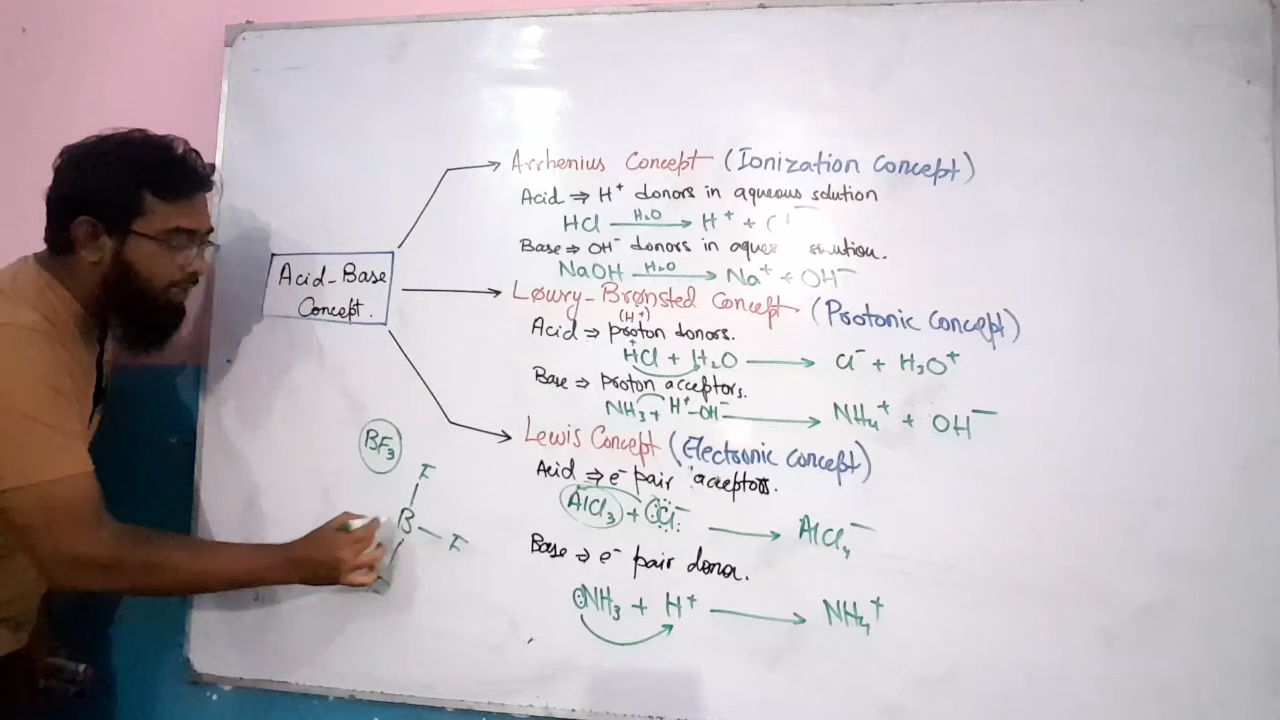 Acid-Base
Concept.
Arrhenius Concept (Ionization Concept)
Acid ⇒ H⁺ donors in aqueous solution
HCl —H₂O→ H⁺ +
Base ⇒ OH⁻ donors in
NaOH —H₂O→ Na⁺ + OH⁻
Lowry-Brønsted Concept (Protonic Concept)
(H⁺)
Acid ⇒ proton donors.
HCl + H₂O → Cl⁻ + H₃O⁺
Base ⇒ proton acceptors.
NH₃ + H⁺-OH⁻ → NH₄⁺ + OH⁻
Lewis Concept (Electronic Concept)
Acid ⇒ e⁻ pair acceptors.
AlCl₃ + :Cl:⁻ → AlCl₄⁻
Base ⇒ e⁻ pair donor.
:NH₃ + H⁺ → NH₄⁺
BF₃
F
B
F